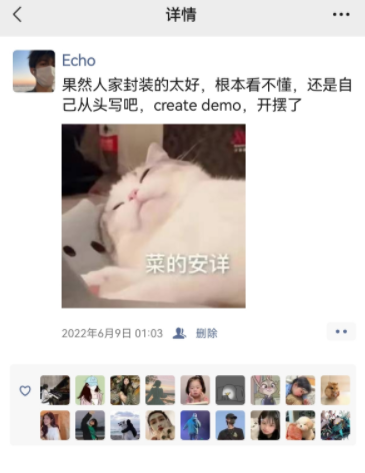 详情
Echo
果然人家封装的太好，根本看不懂，还是自
己从头写吧，create demo，开摆了
菜的安详
2022年6月9日 01:03 删除